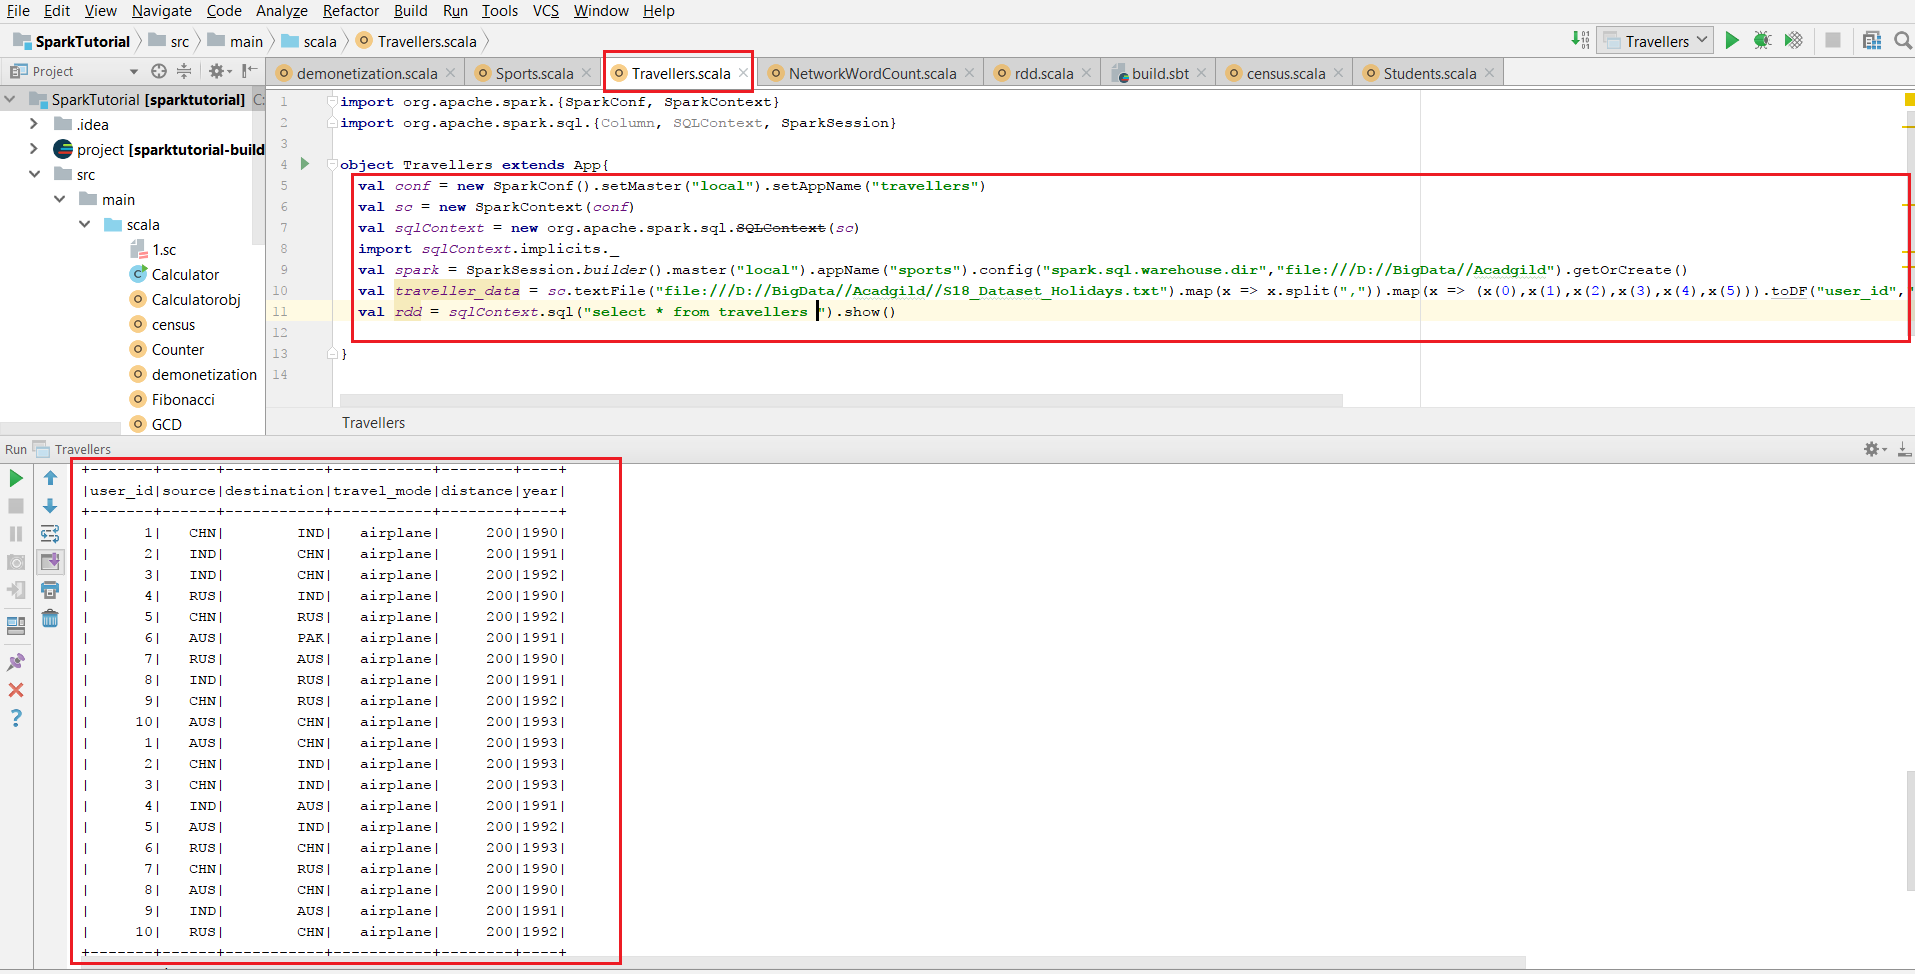 File Edit View Navigate Code Analyze Refactor Build Run Tools VCS Window Help
SparkTutorial src main scala Travellers.scala
Travellers
Project
demonetization.scala Sports.scala Travellers.scala NetworkWordCount.scala rdd.scala build.sbt census.scala Students.scala
SparkTutorial [sparktutorial] C:
.idea
project [sparktutorial-build
src
main
scala
1.sc
Calculator
Calculatorobj
census
Counter
demonetization
Fibonacci
GCD
1 import org.apache.spark.{SparkConf, SparkContext}
2 import org.apache.spark.sql.{Column, SQLContext, SparkSession}
3
4 object Travellers extends App{
5 val conf = new SparkConf().setMaster("local").setAppName("travellers")
6 val sc = new SparkContext(conf)
7 val sqlContext = new org.apache.spark.sql.SQLContext(sc)
8 import sqlContext.implicits._
9 val spark = SparkSession.builder().master("local").appName("sports").config("spark.sql.warehouse.dir","file:///D://BigData//Acadgild").getOrCreate()
10 val traveller_data = sc.textFile("file:///D://BigData//Acadgild//S18_Dataset_Holidays.txt").map(x => x.split(",")).map(x => (x(0),x(1),x(2),x(3),x(4),x(5))).toDF("user_id","
11 val rdd = sqlContext.sql("select * from travellers ").show()
12
13 }
14
Travellers
Run Travellers
+-------+------+-----------+-----------+--------+----+
|user_id|source|destination|travel_mode|distance|year|
+-------+------+-----------+-----------+--------+----+
|      1|   CHN|        IND|   airplane|     200|1990|
|      2|   IND|        CHN|   airplane|     200|1991|
|      3|   IND|        CHN|   airplane|     200|1992|
|      4|   RUS|        IND|   airplane|     200|1990|
|      5|   CHN|        RUS|   airplane|     200|1992|
|      6|   AUS|        PAK|   airplane|     200|1991|
|      7|   RUS|        AUS|   airplane|     200|1990|
|      8|   IND|        RUS|   airplane|     200|1991|
|      9|   CHN|        RUS|   airplane|     200|1992|
|     10|   AUS|        CHN|   airplane|     200|1993|
|      1|   AUS|        CHN|   airplane|     200|1993|
|      2|   CHN|        IND|   airplane|     200|1993|
|      3|   CHN|        IND|   airplane|     200|1993|
|      4|   IND|        AUS|   airplane|     200|1991|
|      5|   AUS|        IND|   airplane|     200|1992|
|      6|   RUS|        CHN|   airplane|     200|1993|
|      7|   CHN|        RUS|   airplane|     200|1990|
|      8|   AUS|        CHN|   airplane|     200|1990|
|      9|   IND|        AUS|   airplane|     200|1991|
|     10|   RUS|        CHN|   airplane|     200|1992|
+-------+------+-----------+-----------+--------+----+